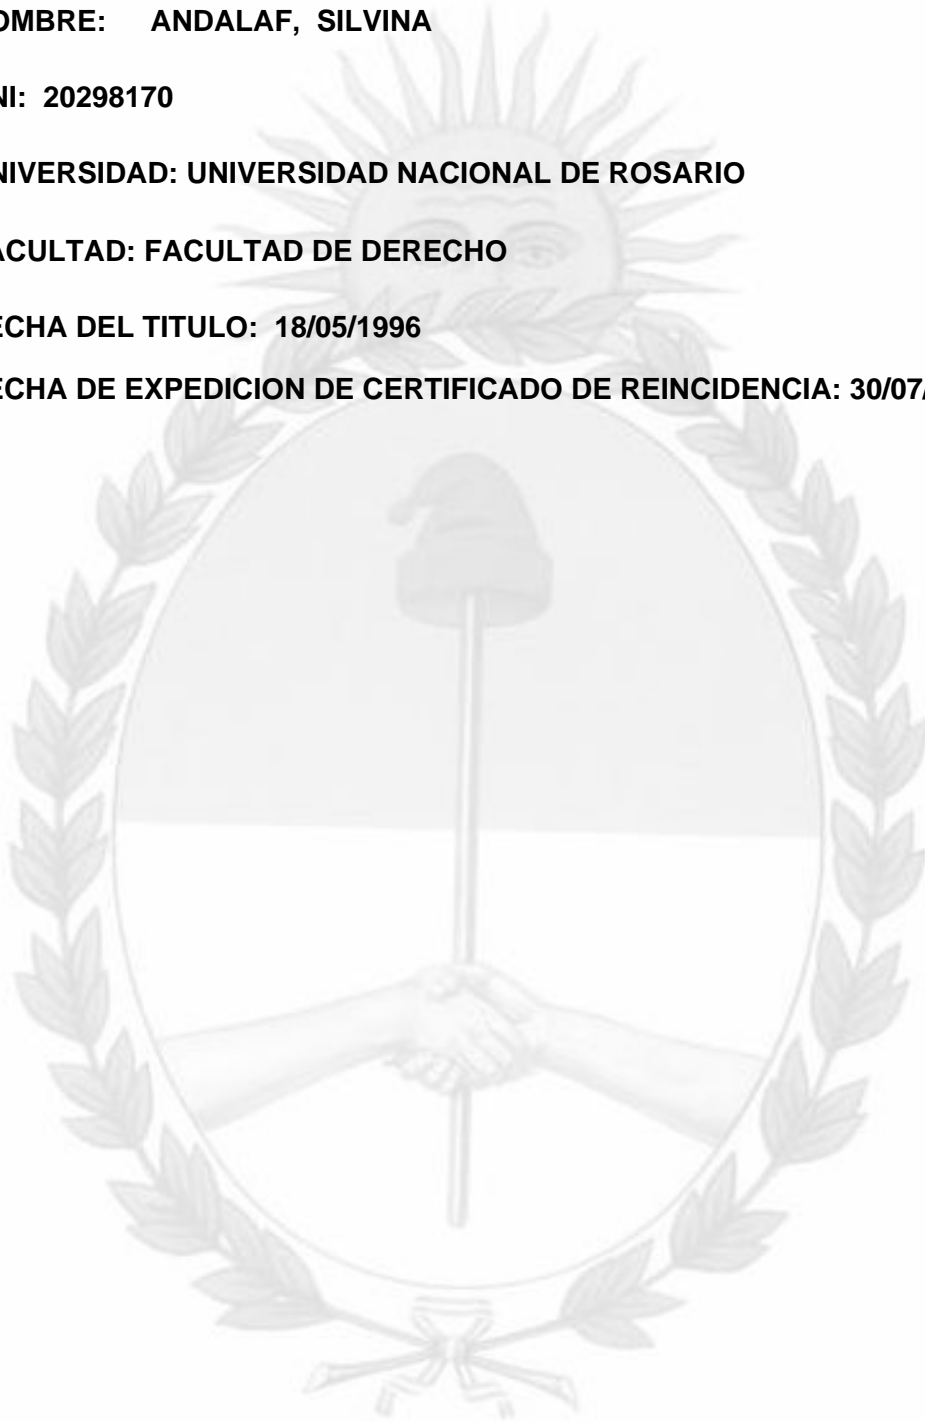 OMBRE: ANDALAF, SILVINA
NI: 20298170
NIVERSIDAD: UNIVERSIDAD NACIONAL DE ROSARIO
ACULTAD: FACULTAD DE DERECHO
ECHA DEL TITULO: 18/05/1996
ECHA DE EXPEDICION DE CERTIFICADO DE REINCIDENCIA: 30/07/